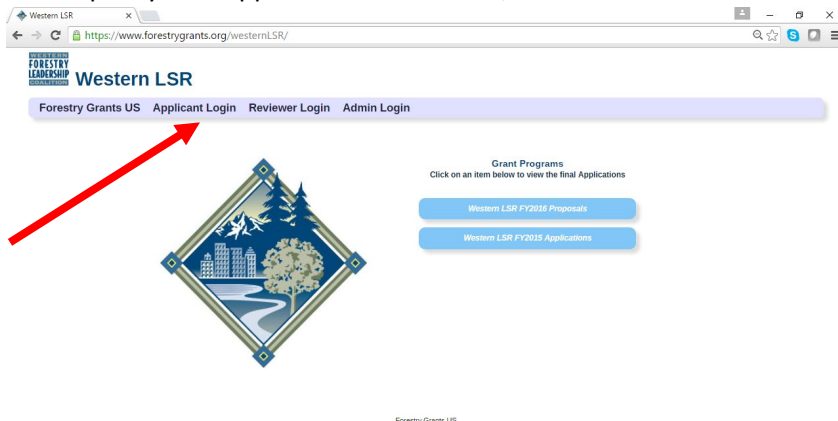 Western LSR
https://www.forestrygrants.org/westernLSR/
WESTERN
FORESTRY
LEADERSHIP
COALITION
Western LSR
Forestry Grants US Applicant Login Reviewer Login Admin Login
Grant Programs
Click on an item below to view the final Applications
Western LSR FY2016 Proposals
Western LSR FY2015 Applications
Forestry Grants US